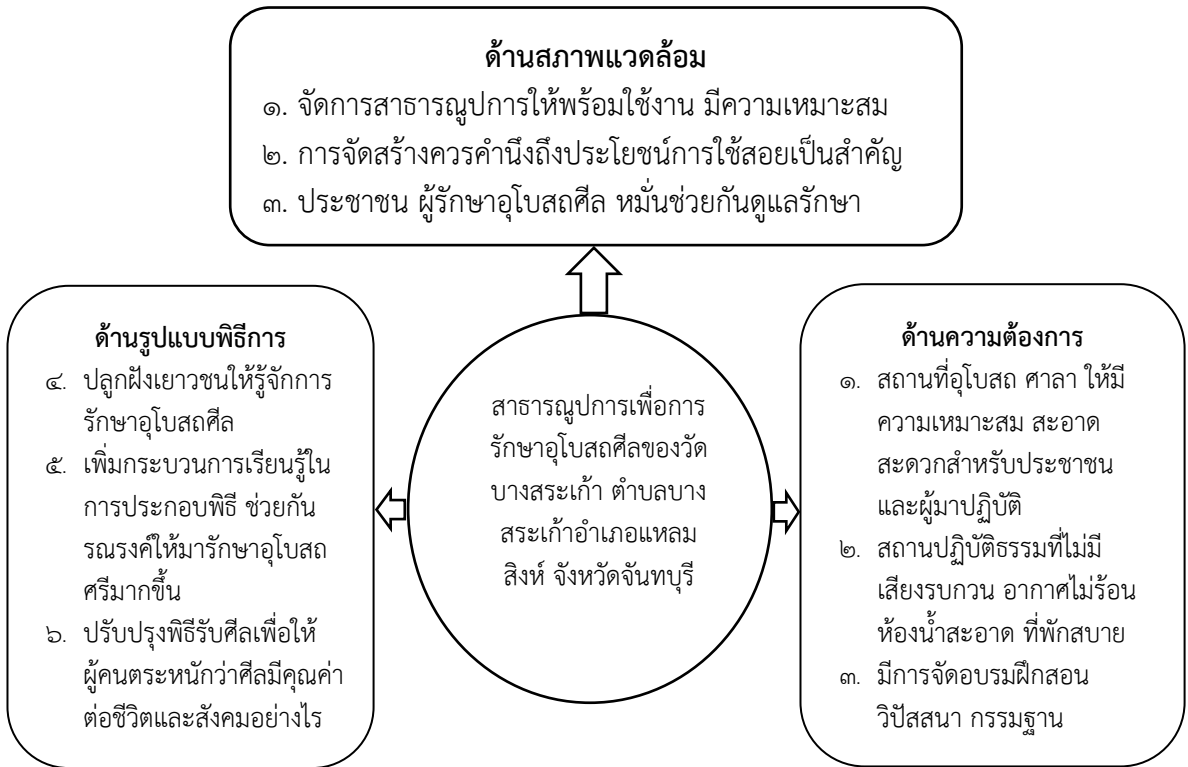 ด้านสภาพแวดล้อม
๑. จัดการสาธารณูปการให้พร้อมใช้งาน มีความเหมาะสม
๒. การจัดสร้างควรคำนึงถึงประโยชน์การใช้สอยเป็นสำคัญ
๓. ประชาชน ผู้รักษาอุโบสถศีล หมั่นช่วยกันดูแลรักษา
ด้านรูปแบบพิธีการ
๔. ปลูกฝังเยาวชนให้รู้จักการ
รักษาอุโบสถศีล
๕. เพิ่มกระบวนการเรียนรู้ใน
การประกอบพิธี ช่วยกัน
รณรงค์ให้มารักษาอุโบสถ
ศรีมากขึ้น
๖. ปรับปรุงพิธีรับศีลเพื่อให้
ผู้คนตระหนักว่าศีลมีคุณค่า
ต่อชีวิตและสังคมอย่างไร
สาธารณูปการเพื่อการ
รักษาอุโบสถศีลของวัด
บางสระเก้า ตำบลบาง
สระเก้าอำเภอแหลม
สิงห์ จังหวัดจันทบุรี
ด้านความต้องการ
๑. สถานที่อุโบสถ ศาลา ให้มี
ความเหมาะสม สะอาด
สะดวกสำหรับประชาชน
และผู้มาปฏิบัติ
๒. สถานปฏิบัติธรรมที่ไม่มี
เสียงรบกวน อากาศไม่ร้อน
ห้องน้ำสะอาด ที่พักสบาย
๓. มีการจัดอบรมฝึกสอน
วิปัสสนา กรรมฐาน